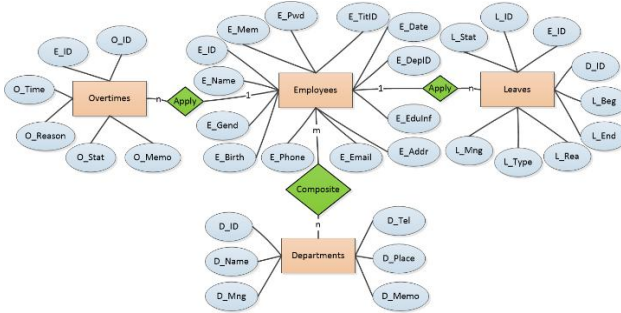 E_Pwd
E_Mem
E_TitID
E_Date
L_ID
L_Stat
E_ID
O_ID
E_ID
E_ID
E_DepID
D_ID
O_Time
E_Name
L_Beg
Overtimes
n
Apply
1
Employees
1
Apply
n
Leaves
O_Reason
E_Gend
E_EduInf
L_End
m
O_Stat
O_Memo
E_Birth
E_Phone
E_Email
E_Addr
L_Mng
L_Type
L_Rea
Composite
n
D_ID
D_Tel
D_Name
Departments
D_Place
D_Mng
D_Memo